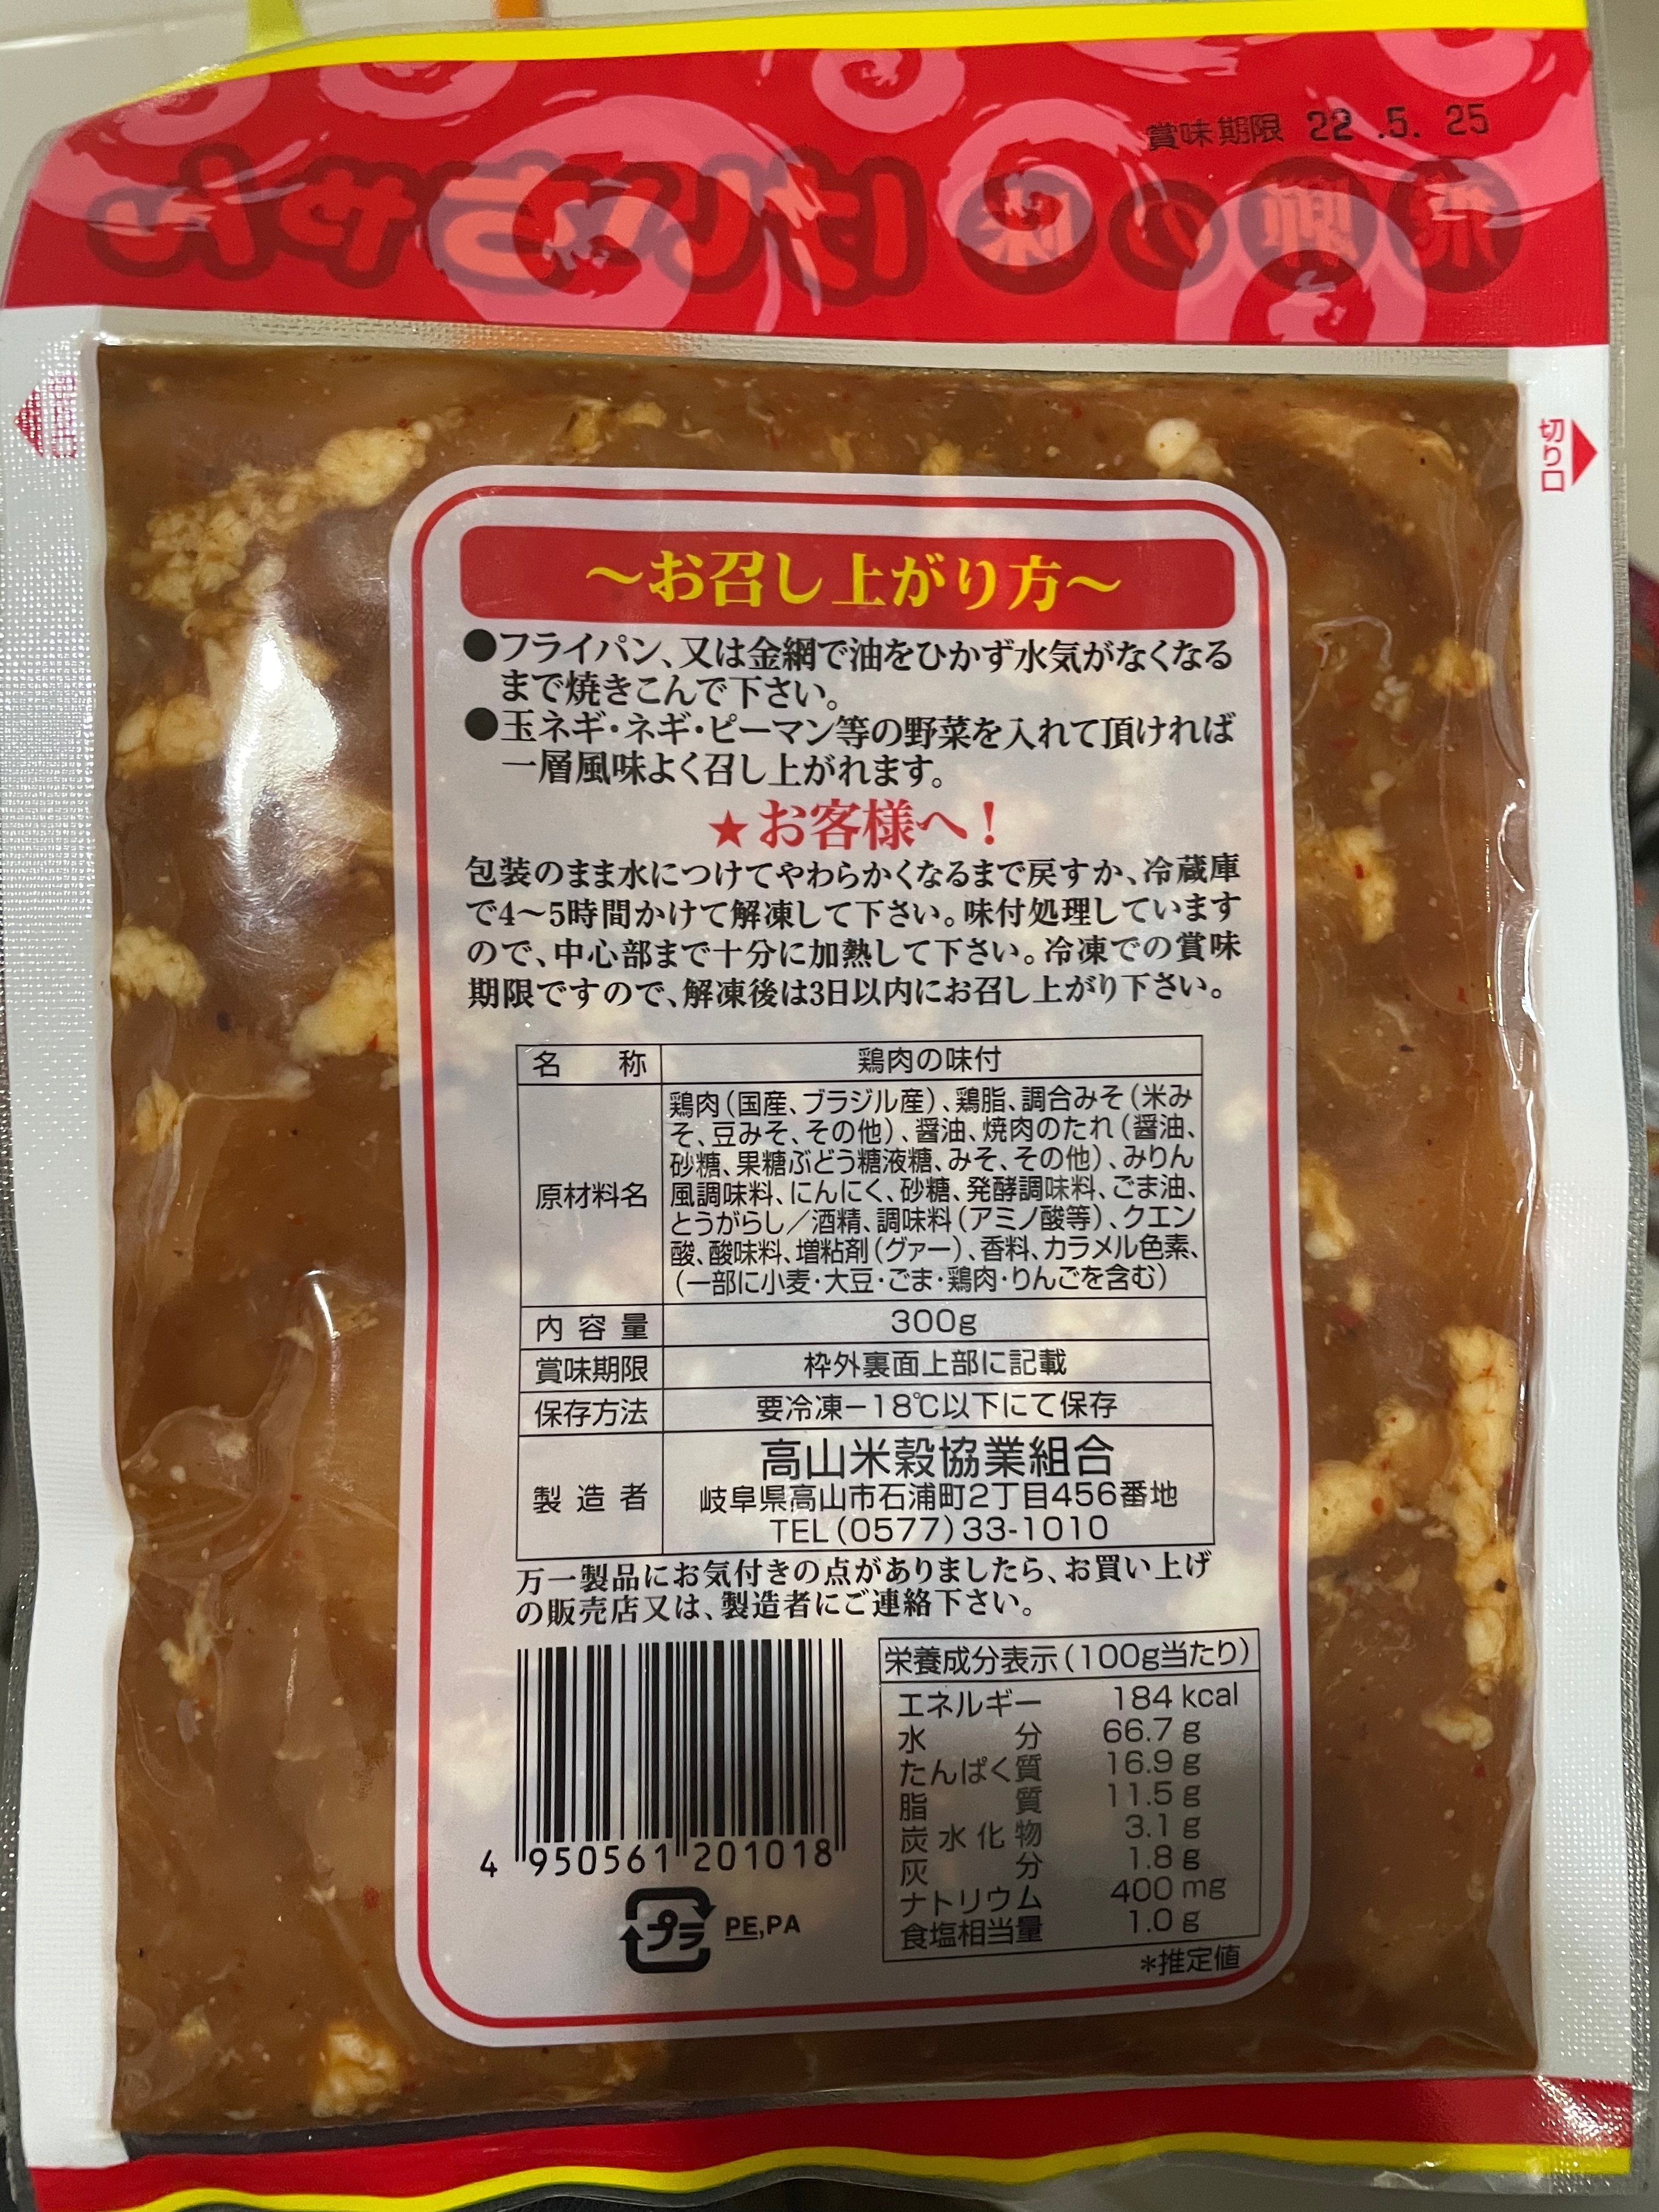 賞味期限 22.5.25
切り口
～お召し上がり方～
●フライパン、又は金網で油をひかず水気がなくなる
まで焼きこんで下さい。
●玉ネギ・ネギ・ピーマン等の野菜を入れて頂ければ
一層風味よく召し上がれます。
★お客様へ!
包装のまま水につけてやわらかくなるまで戻すか、冷蔵庫
で4～5時間かけて解凍して下さい。味付処理しています
ので、中心部まで十分に加熱して下さい。冷凍での賞味
期限ですので、解凍後は3日以内にお召し上がり下さい。
名称 鶏肉の味付
原材料名 鶏肉(国産、ブラジル産)、鶏脂、調合みそ(米み
そ、豆みそ、その他)、醤油、焼肉のたれ(醤油、
砂糖、果糖ぶどう糖液糖、みそ、その他)、みりん
風調味料、にんにく、砂糖、発酵調味料、ごま油、
とうがらし/酒精、調味料(アミノ酸等)、クエン
酸、酸味料、増粘剤(グァー)、香料、カラメル色素、
(一部に小麦・大豆・ごま・鶏肉・りんごを含む)
内容量 300g
賞味期限 枠外裏面上部に記載
保存方法 要冷凍-18℃以下にて保存
製造者 高山米穀協業組合
岐阜県高山市石浦町2丁目456番地
TEL(0577)33-1010
万一製品にお気付きの点がありましたら、お買い上げ
の販売店又は、製造者にご連絡下さい。
4 950561 201018
プラ PE,PA
栄養成分表示(100g当たり)
エネルギー 184 kcal
水分 66.7 g
たんぱく質 16.9 g
脂質 11.5 g
炭水化物 3.1 g
灰分 1.8 g
ナトリウム 400 mg
食塩相当量 1.0 g
*推定値